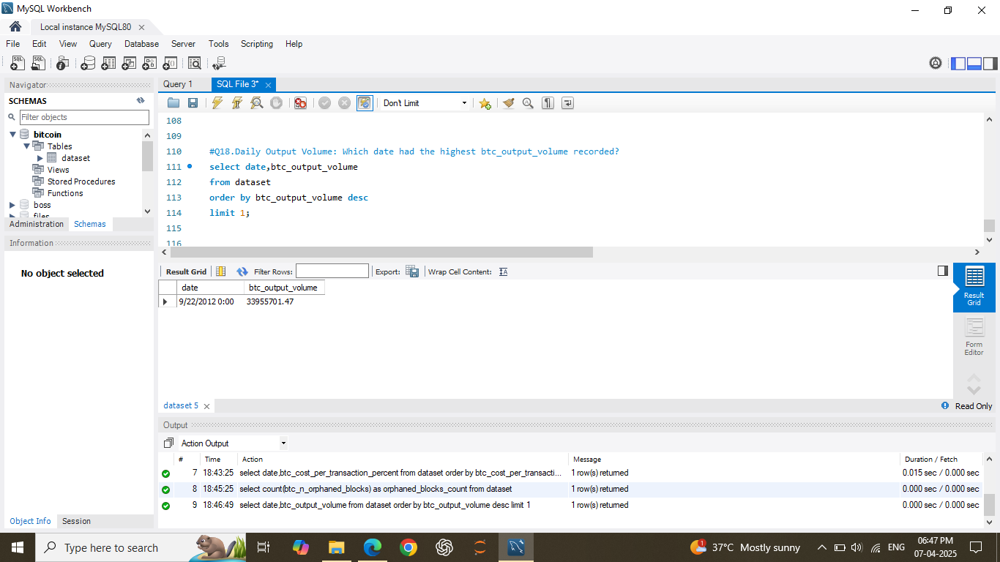 MySQL Workbench
Local instance MySQL80
File Edit View Query Database Server Tools Scripting Help
Navigator
SCHEMAS
Filter objects
bitcoin
Tables
dataset
Views
Stored Procedures
Functions
boss
files
Administration Schemas
Information
No object selected
Object Info Session
Query 1 SQL File 3*
Don't Limit
108
109
110 #Q18.Daily Output Volume: Which date had the highest btc_output_volume recorded?
111 select date,btc_output_volume
112 from dataset
113 order by btc_output_volume desc
114 limit 1;
115
116
Result Grid Filter Rows: Export: Wrap Cell Content:
date btc_output_volume
9/22/2012 0:00 33955701.47
Result Grid
Form Editor
dataset 5
Read Only
Output
Action Output
# Time Action Message Duration / Fetch
7 18:43:25 select date,btc_cost_per_transaction_percent from dataset order by btc_cost_per_transacti... 1 row(s) returned 0.015 sec / 0.000 sec
8 18:45:25 select count(btc_n_orphaned_blocks) as orphaned_blocks_count from dataset 1 row(s) returned 0.000 sec / 0.000 sec
9 18:46:49 select date,btc_output_volume from dataset order by btc_output_volume desc limit 1 1 row(s) returned 0.000 sec / 0.000 sec
Type here to search
1
37°C Mostly sunny
ENG
06:47 PM
07-04-2025